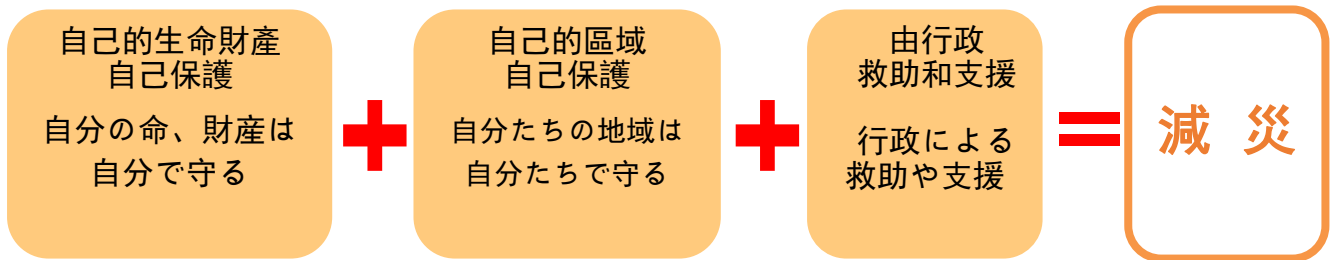 自己的生命財產
自己保護
自分の命、財産は
自分で守る
自己的區域
自己保護
自分たちの地域は
自分たちで守る
由行政
救助和支援
行政による
救助や支援
減 災